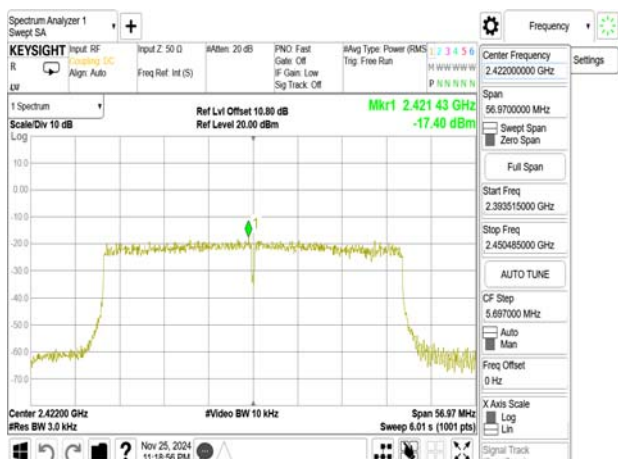 Spectrum Analyzer 1
Swept SA
Frequency
KEYSIGHT
R
Input: RF
Coupling: DC
Align: Auto
Input Z: 50 Ω
Freq Ref: Int (S)
#Atten: 20 dB
PNO: Fast
Gate: Off
IF Gain: Low
Sig Track: Off
#Avg Type: Power (RMS
Trig: Free Run
1 2 3 4 5 6
M W W W W W
P N N N N N
Settings
Center Frequency
2.422000000 GHz
Span
56.9700000 MHz
Swept Span
Zero Span
Full Span
Start Freq
2.393515000 GHz
Stop Freq
2.450485000 GHz
AUTO TUNE
CF Step
5.697000 MHz
Auto
Man
Freq Offset
0 Hz
X Axis Scale
Log
Lin
Signal Track
1 Spectrum
Scale/Div 10 dB
Log
Ref Lvl Offset 10.80 dB
Ref Level 20.00 dBm
Mkr1 2.421 43 GHz
-17.40 dBm
10.0
0.00
-10.0
-20.0
-30.0
-40.0
-50.0
-60.0
-70.0
1
Center 2.42200 GHz
#Res BW 3.0 kHz
#Video BW 10 kHz
Span 56.97 MHz
Sweep 6.01 s (1001 pts)
?
Nov 25, 2024
11:18:56 PM